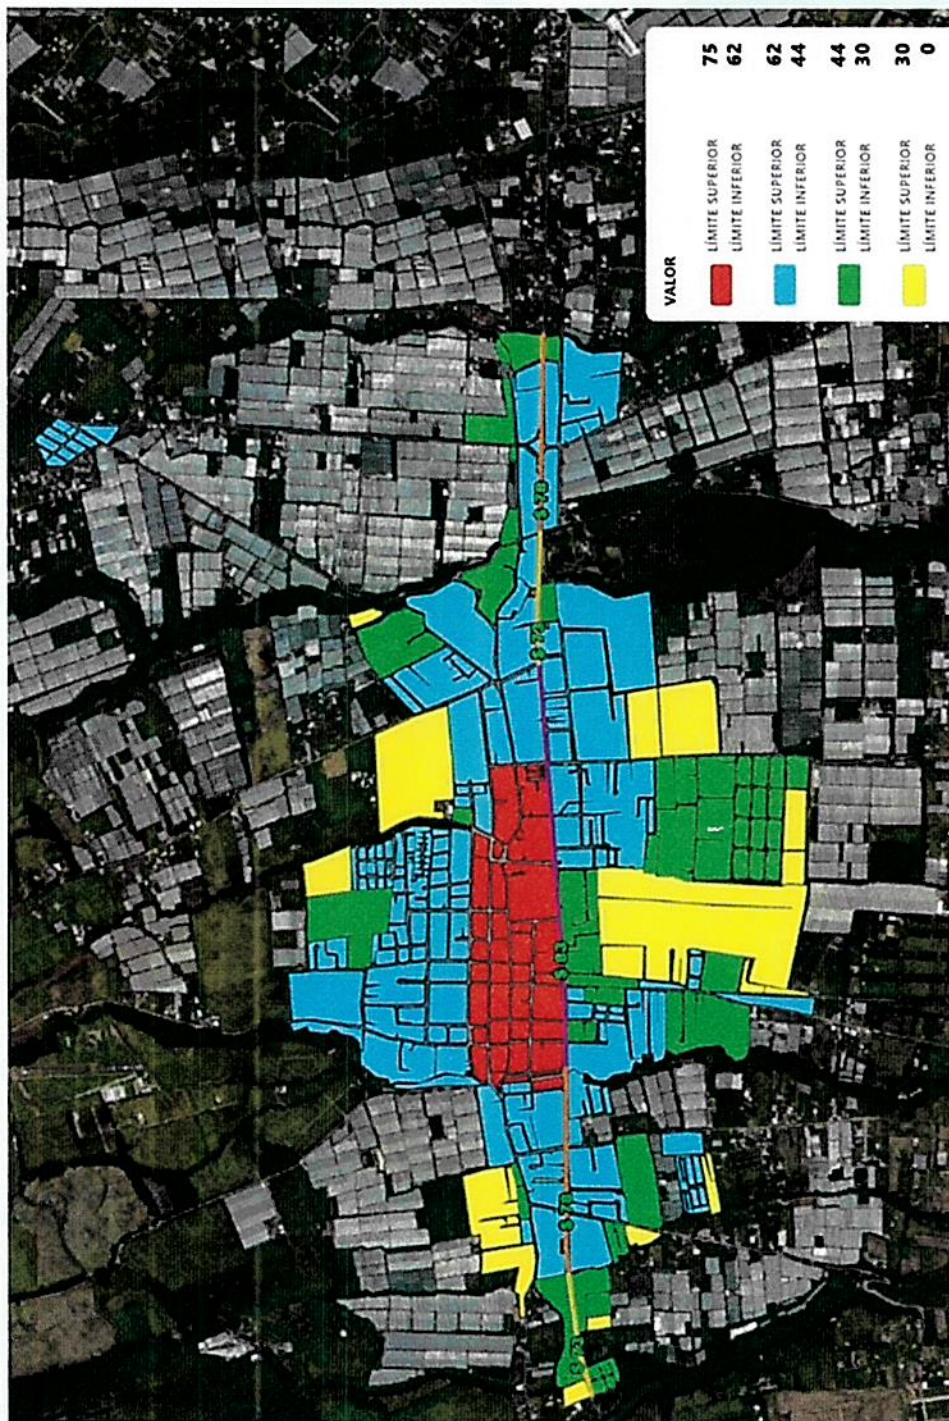 VALOR
LÍMITE SUPERIOR 75
LÍMITE INFERIOR 62
LÍMITE SUPERIOR 62
LÍMITE INFERIOR 44
LÍMITE SUPERIOR 44
LÍMITE INFERIOR 30
LÍMITE SUPERIOR 30
LÍMITE INFERIOR 0